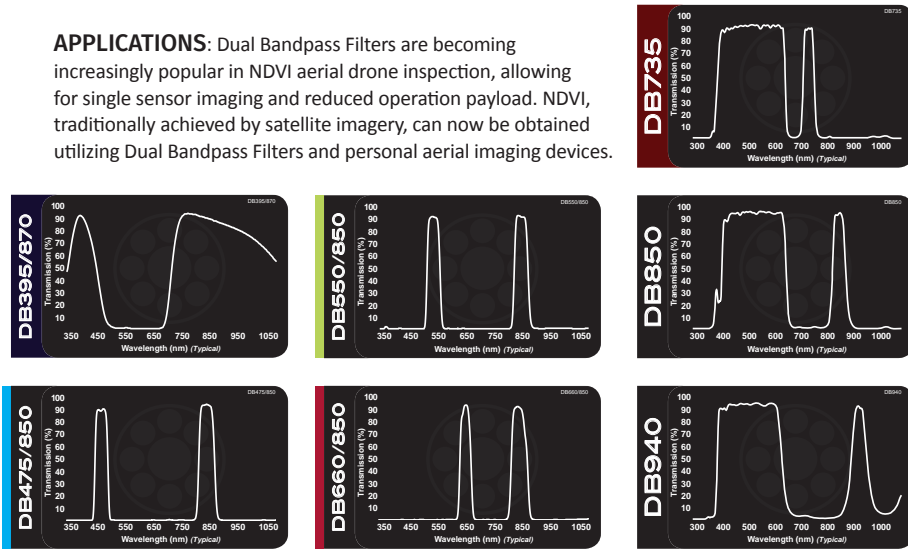 APPLICATIONS: Dual Bandpass Filters are becoming
increasingly popular in NDVI aerial drone inspection, allowing
for single sensor imaging and reduced operation payload. NDVI,
traditionally achieved by satellite imagery, can now be obtained
utilizing Dual Bandpass Filters and personal aerial imaging devices.
DB735
DB735
Transmission (%)
100
90
80
70
60
50
40
30
20
10
300 400 500 600 700 800 900 1000
Wavelength (nm) (Typical)
DB395/870
DB395/870
Transmission (%)
100
90
80
70
60
50
40
30
20
10
350 450 550 650 750 850 950 1050
Wavelength (nm) (Typical)
DB550/850
DB550/850
Transmission (%)
100
90
80
70
60
50
40
30
20
10
350 450 550 650 750 850 950 1050
Wavelength (nm) (Typical)
DB850
DB850
Transmission (%)
100
90
80
70
60
50
40
30
20
10
300 400 500 600 700 800 900 1000
Wavelength (nm) (Typical)
DB475/850
DB475/850
Transmission (%)
100
90
80
70
60
50
40
30
20
10
350 450 550 650 750 850 950 1050
Wavelength (nm) (Typical)
DB660/850
DB660/850
Transmission (%)
100
90
80
70
60
50
40
30
20
10
350 450 550 650 750 850 950 1050
Wavelength (nm) (Typical)
DB940
DB940
Transmission (%)
100
90
80
70
60
50
40
30
20
10
300 400 500 600 700 800 900 1000
Wavelength (nm) (Typical)